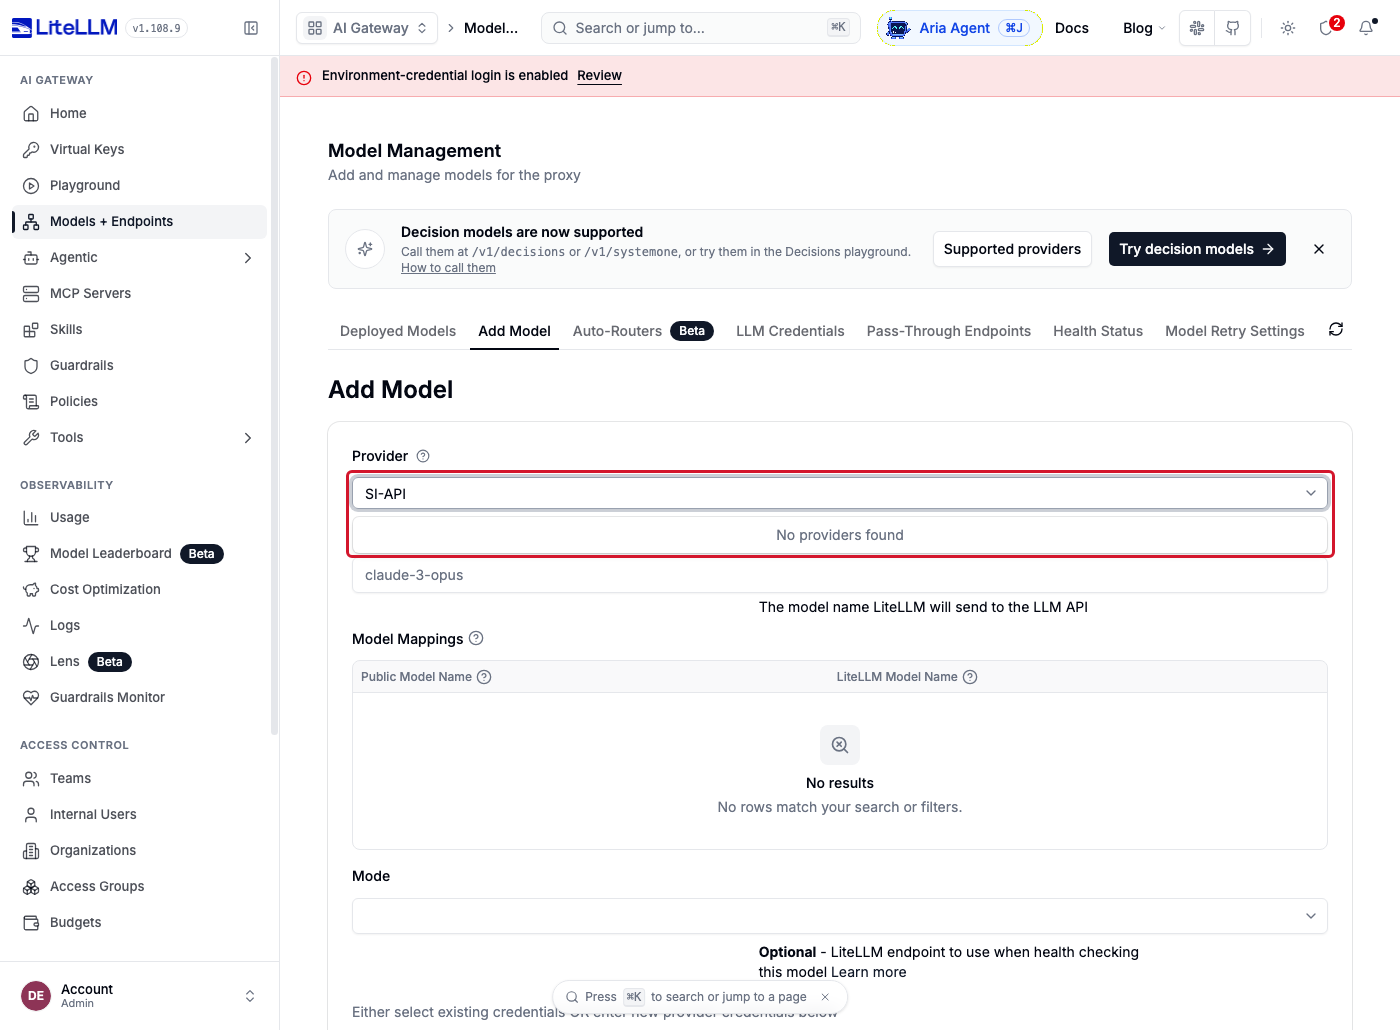 LiteLLM
v1.108.9
AI Gateway
Model...
Search or jump to...
⌘K
Aria Agent
⌘J
Docs
Blog
2
Environment-credential login is enabled Review
AI GATEWAY
Home
Virtual Keys
Playground
Models + Endpoints
Agentic
MCP Servers
Skills
Guardrails
Policies
Tools
OBSERVABILITY
Usage
Model Leaderboard Beta
Cost Optimization
Logs
Lens Beta
Guardrails Monitor
ACCESS CONTROL
Teams
Internal Users
Organizations
Access Groups
Budgets
DE
Account
Admin
Model Management
Add and manage models for the proxy
Decision models are now supported
Call them at /v1/decisions or /v1/systemone, or try them in the Decisions playground.
How to call them
Supported providers
Try decision models
Deployed Models
Add Model
Auto-Routers Beta
LLM Credentials
Pass-Through Endpoints
Health Status
Model Retry Settings
Add Model
Provider
SI-API
No providers found
claude-3-opus
The model name LiteLLM will send to the LLM API
Model Mappings
Public Model Name
LiteLLM Model Name
No results
No rows match your search or filters.
Mode
Optional - LiteLLM endpoint to use when health checking
this model Learn more
Press ⌘K to search or jump to a page
Either select existing credentials OR enter new provider credentials below